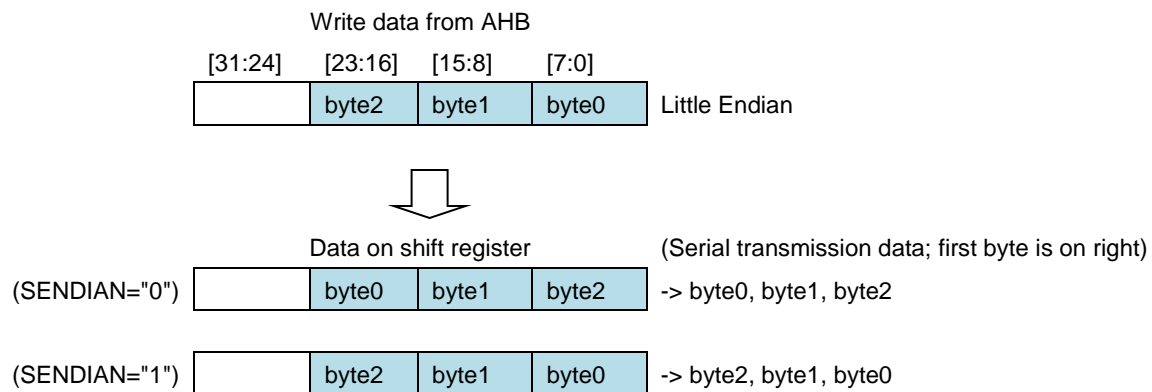 Write data from AHB
[31:24] [23:16] [15:8] [7:0]
byte2 byte1 byte0 Little Endian
Data on shift register (Serial transmission data; first byte is on right)
(SENDIAN="0") byte0 byte1 byte2 -> byte0, byte1, byte2
(SENDIAN="1") byte2 byte1 byte0 -> byte2, byte1, byte0